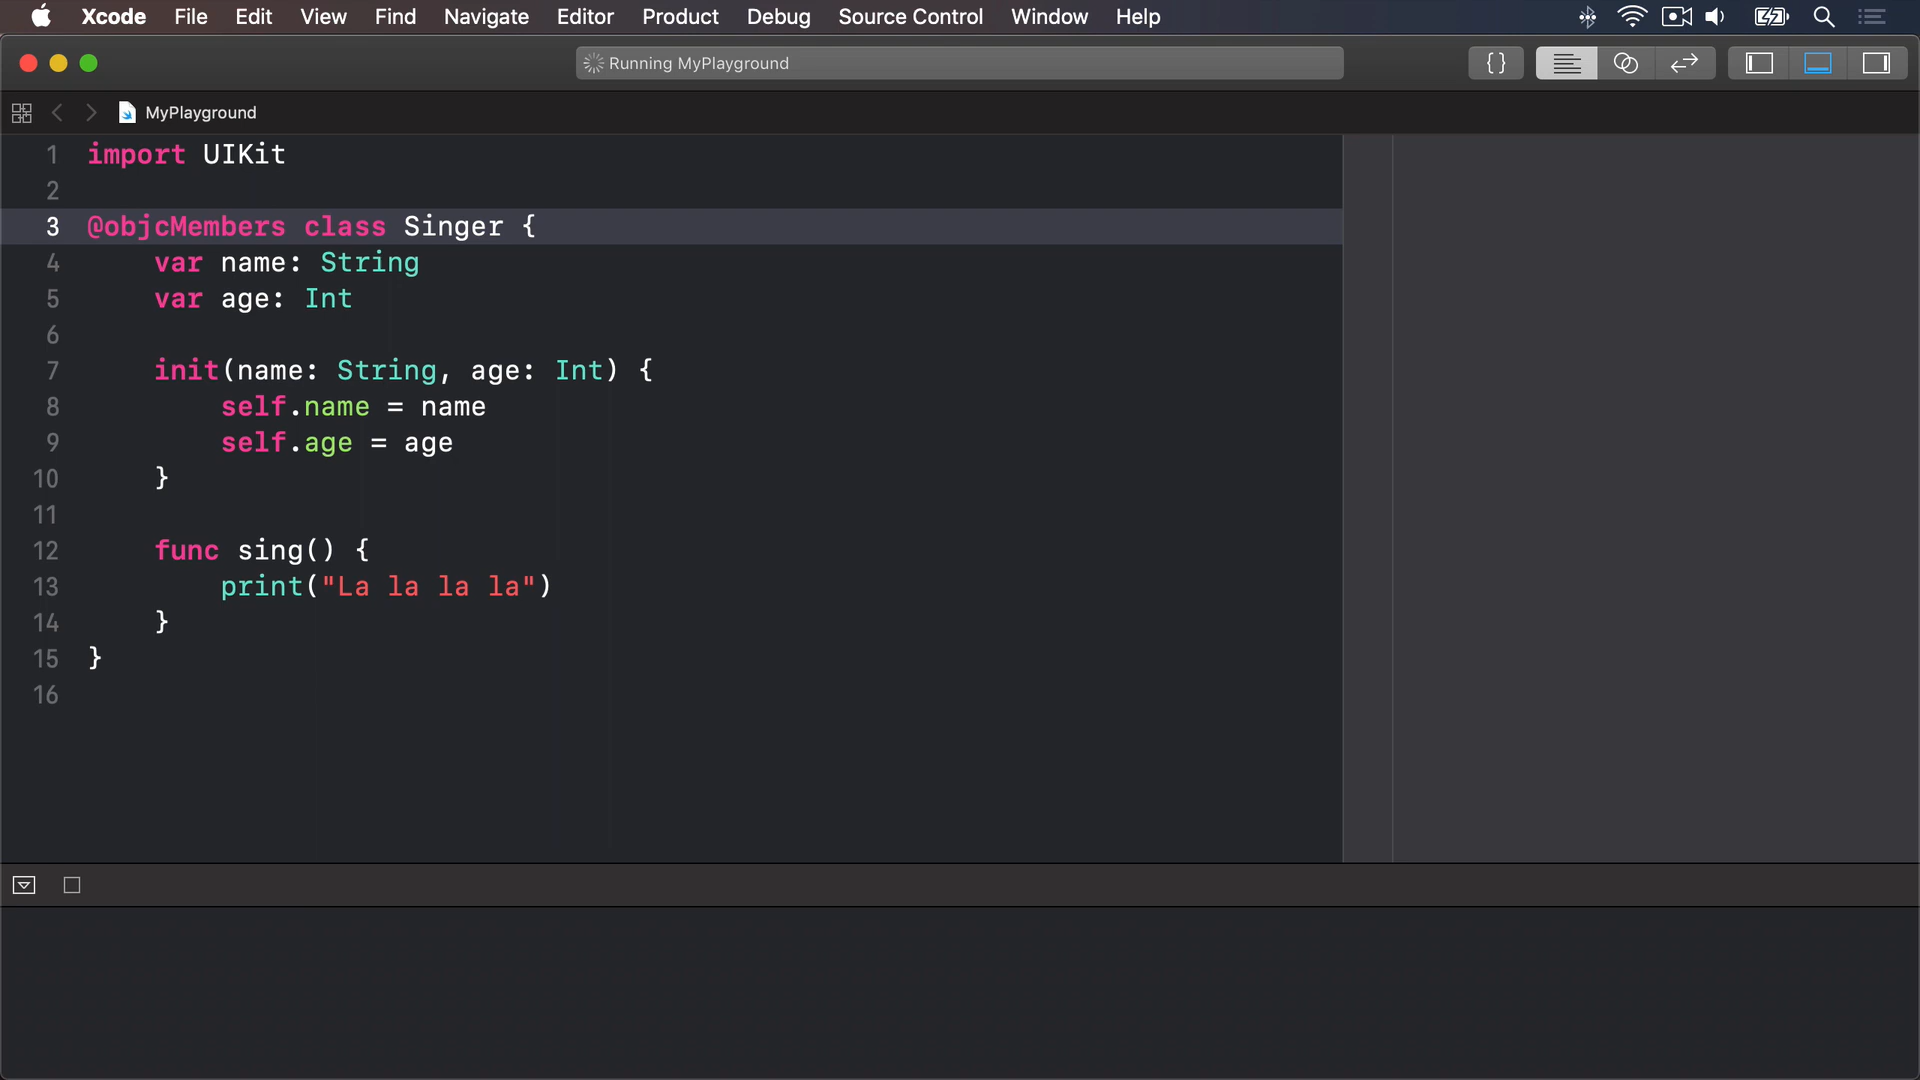 Xcode File Edit View Find Navigate Editor Product Debug Source Control Window Help
Running MyPlayground
{}
MyPlayground
1 import UIKit
2
3 @objcMembers class Singer {
4 var name: String
5 var age: Int
6
7 init(name: String, age: Int) {
8 self.name = name
9 self.age = age
10 }
11
12 func sing() {
13 print("La la la la")
14 }
15 }
16